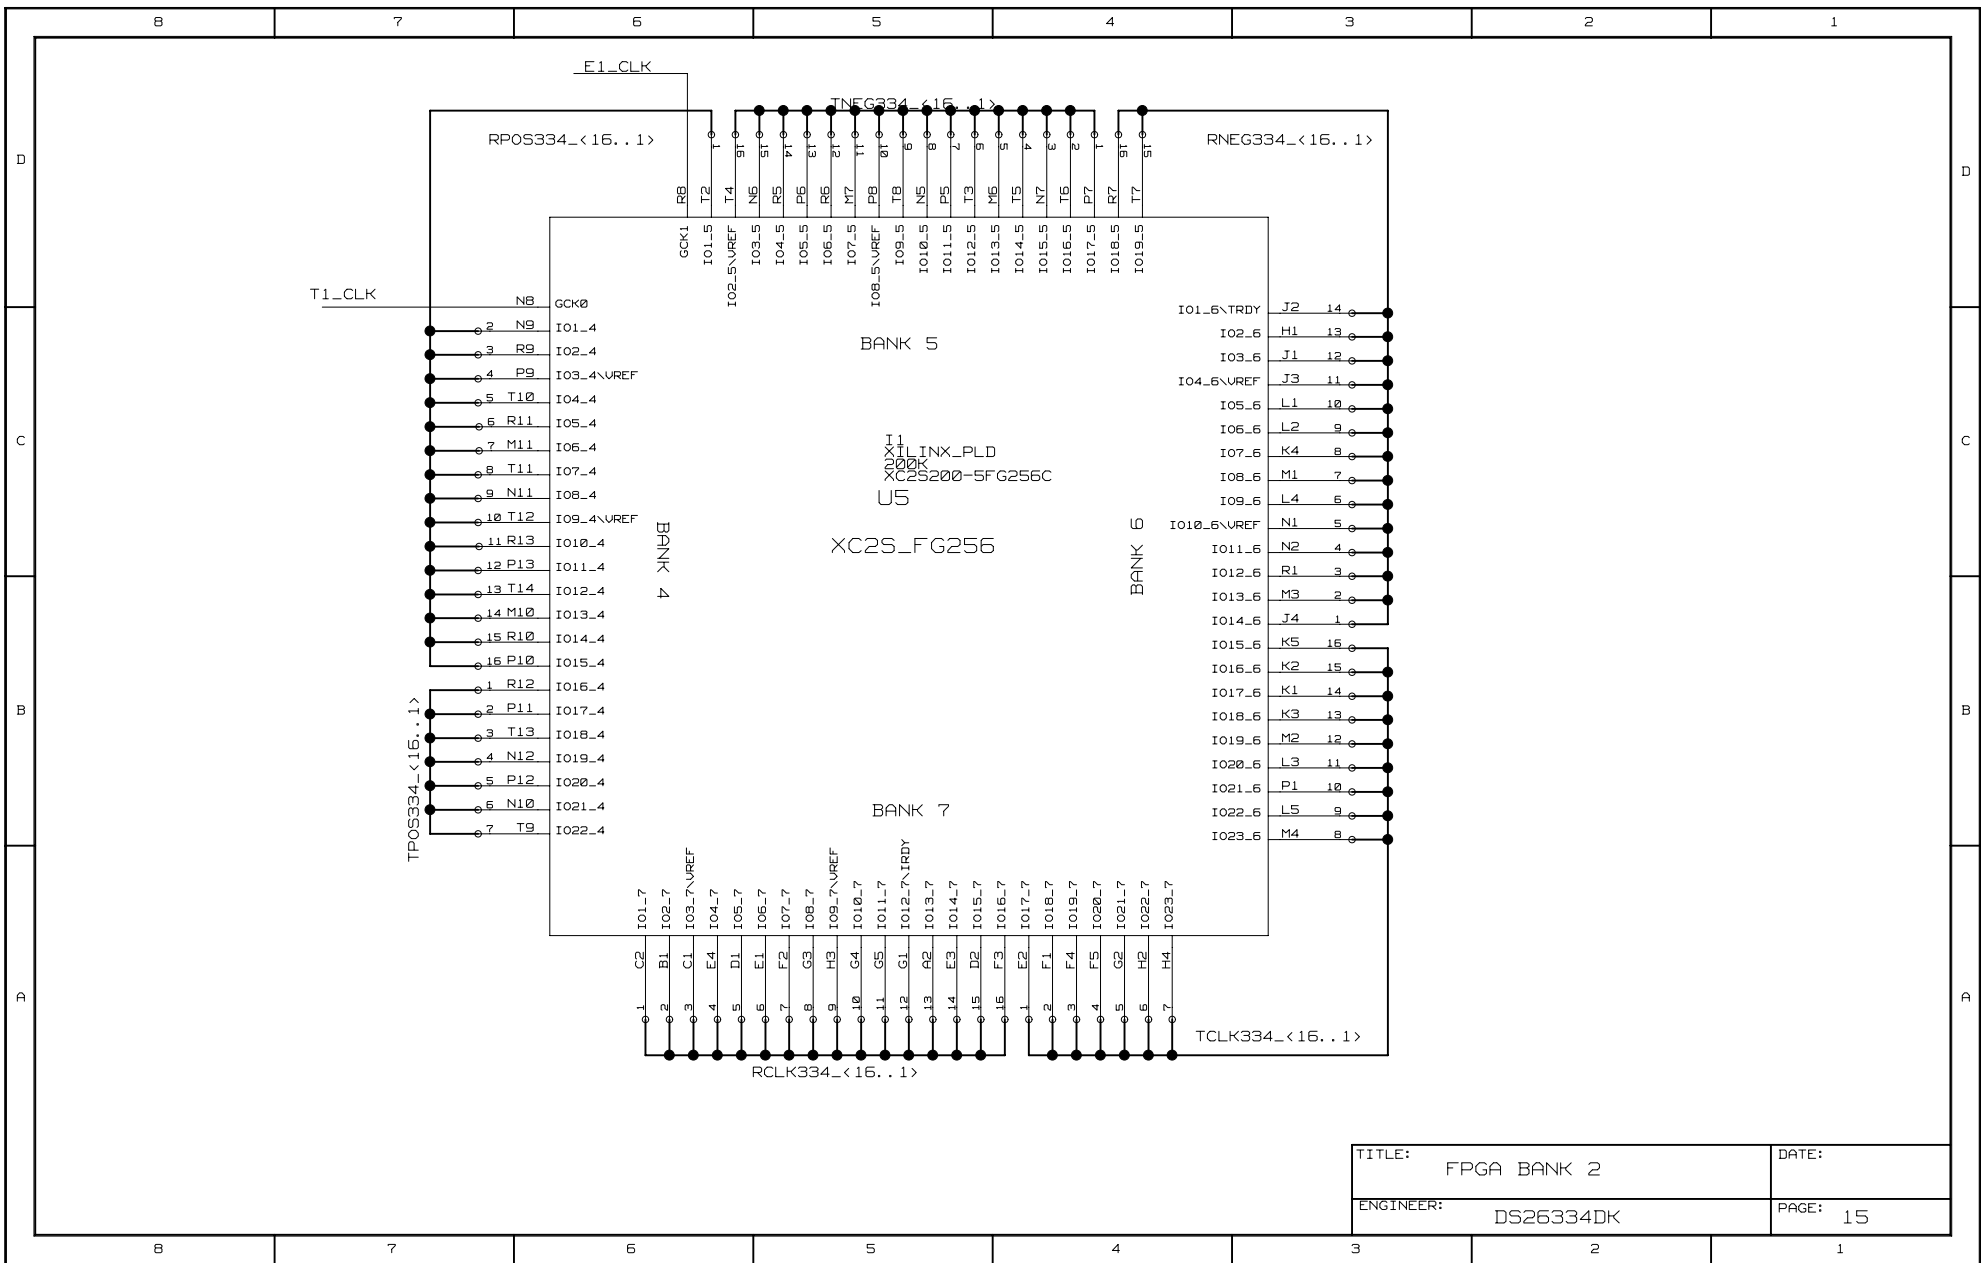 8 7 6 5 4 3 2 1
E1_CLK
TNEG334_<16..1>
RPOS334_<16..1>
RNEG334_<16..1>
D D
1 16 15 14 13 12 11 10 9 8 7 6 5 4 3 2 1 16 15
R8 T2 T4 N6 R5 P6 R6 M7 P8 T8 N5 P5 T3 M6 T5 N7 T6 P7 R7 T7
GCK1 IO1_5 IO2_5\VREF IO3_5 IO4_5 IO5_5 IO6_5 IO7_5 IO8_5\VREF IO9_5 IO10_5 IO11_5 IO12_5 IO13_5 IO14_5 IO15_5 IO16_5 IO17_5 IO18_5 IO19_5
T1_CLK
N8 GCK0
2 N9 IO1_4
3 R9 IO2_4
4 P9 IO3_4\VREF
5 T10 IO4_4
6 R11 IO5_4
7 M11 IO6_4
8 T11 IO7_4
9 N11 IO8_4
10 T12 IO9_4\VREF
11 R13 IO10_4
12 P13 IO11_4
13 T14 IO12_4
14 M10 IO13_4
15 R10 IO14_4
16 P10 IO15_4
1 R12 IO16_4
2 P11 IO17_4
3 T13 IO18_4
4 N12 IO19_4
5 P12 IO20_4
6 N10 IO21_4
7 T9 IO22_4
TPOS334_<16..1>
BANK 5
BANK 4
I1
XILINX_PLD
200K
XC2S200-5FG256C
U5
XC2S_FG256
BANK 6
BANK 7
IO1_6\TRDY J2 14
IO2_6 H1 13
IO3_6 J1 12
IO4_6\VREF J3 11
IO5_6 L1 10
IO6_6 L2 9
IO7_6 K4 8
IO8_6 M1 7
IO9_6 L4 6
IO10_6\VREF N1 5
IO11_6 N2 4
IO12_6 R1 3
IO13_6 M3 2
IO14_6 J4 1
IO15_6 K5 16
IO16_6 K2 15
IO17_6 K1 14
IO18_6 K3 13
IO19_6 M2 12
IO20_6 L3 11
IO21_6 P1 10
IO22_6 L5 9
IO23_6 M4 8
C C
B B
IO1_7 IO2_7 IO3_7\VREF IO4_7 IO5_7 IO6_7 IO7_7 IO8_7 IO9_7\VREF IO10_7 IO11_7 IO12_7\IRDY IO13_7 IO14_7 IO15_7 IO16_7 IO17_7 IO18_7 IO19_7 IO20_7 IO21_7 IO22_7 IO23_7
C2 B1 C1 E4 D1 E1 F2 G3 H3 G4 G5 G1 A2 E3 D2 F3 E2 F1 F4 F5 G2 H2 H4
1 2 3 4 5 6 7 8 9 10 11 12 13 14 15 16 1 2 3 4 5 6 7
A A
TCLK334_<16..1>
RCLK334_<16..1>
TITLE:
FPGA BANK 2
DATE:
ENGINEER:
DS26334DK
PAGE: 15
8 7 6 5 4 3 2 1